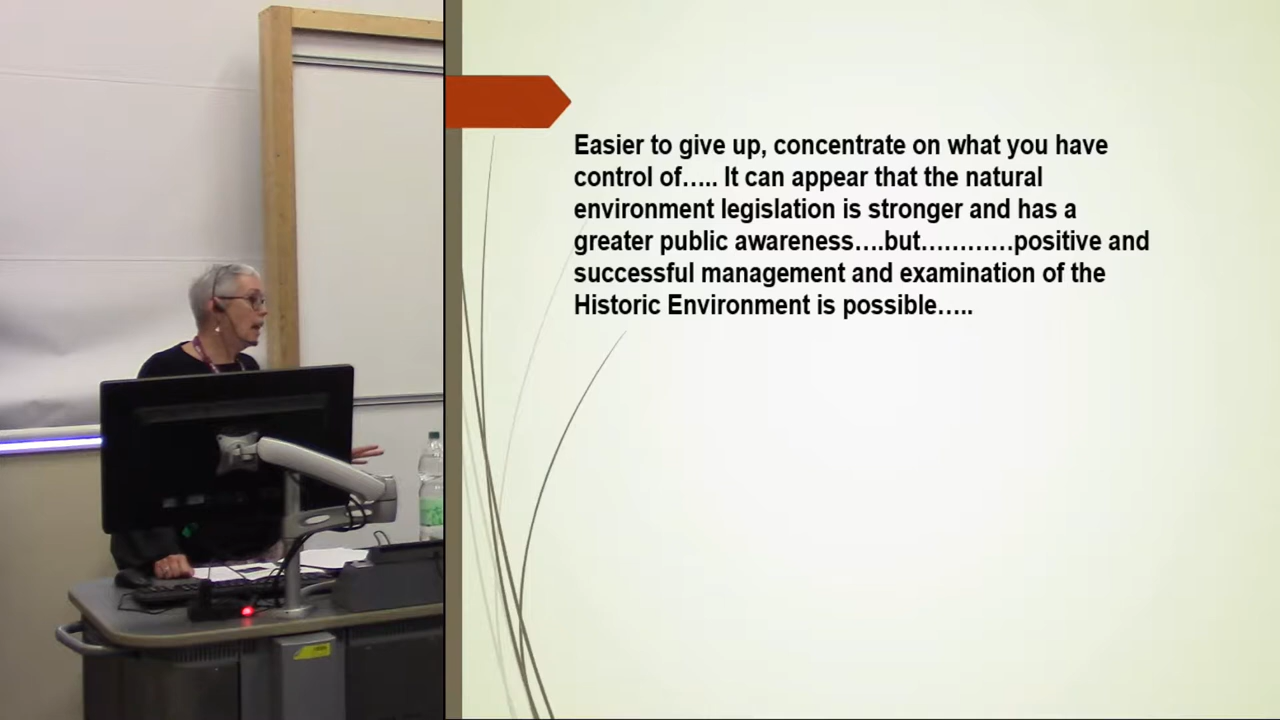 Easier to give up, concentrate on what you have
control of….. It can appear that the natural
environment legislation is stronger and has a
greater public awareness….but…………positive and
successful management and examination of the
Historic Environment is possible…..